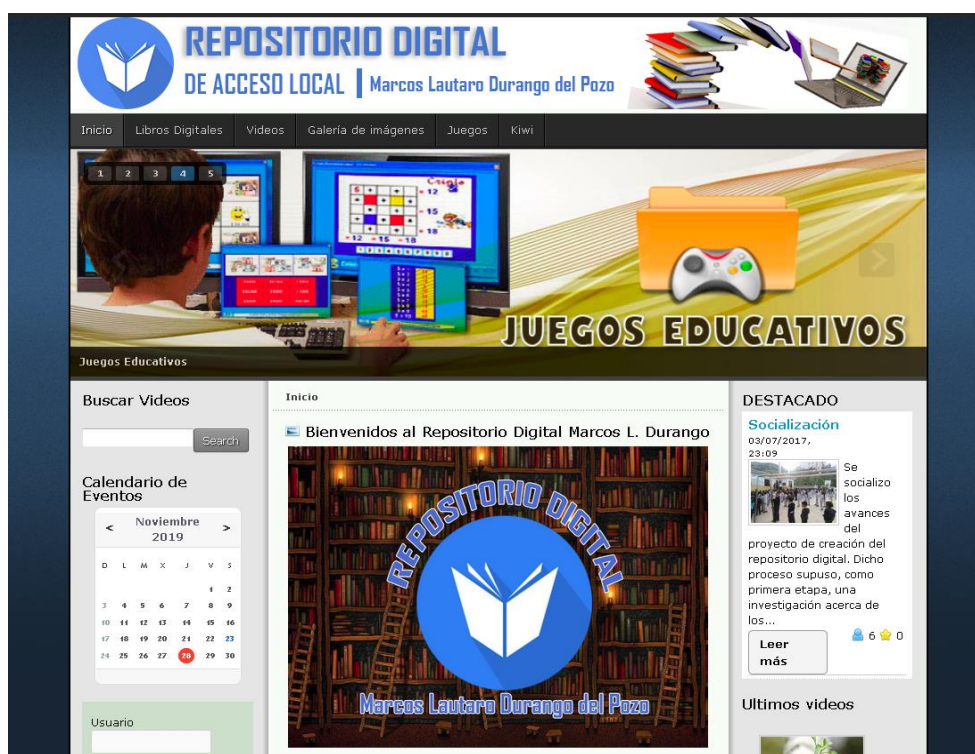 REPOSITORIO DIGITAL
DE ACCESO LOCAL | Marcos Lautaro Durango del Pozo
Inicio Libros Digitales Videos Galería de imágenes Juegos Kiwi
1 2 3 4 5
JUEGOS EDUCATIVOS
Juegos Educativos
Buscar Videos
Search
Calendario de
Eventos
< Noviembre >
2019
D L M X J V S
1 2
3 4 5 6 7 8 9
10 11 12 13 14 15 16
17 18 19 20 21 22 23
24 25 26 27 28 29 30
Usuario
Inicio
Bienvenidos al Repositorio Digital Marcos L. Durango
REPOSITORIO DIGITAL
Marcos Lautaro Durango del Pozo
DESTACADO
Socialización
03/07/2017,
23:09
Se
socializo
los
avances
del
proyecto de creación del
repositorio digital. Dicho
proceso supuso, como
primera etapa, una
investigación acerca de
los...
Leer
más
6 0
Ultimos videos